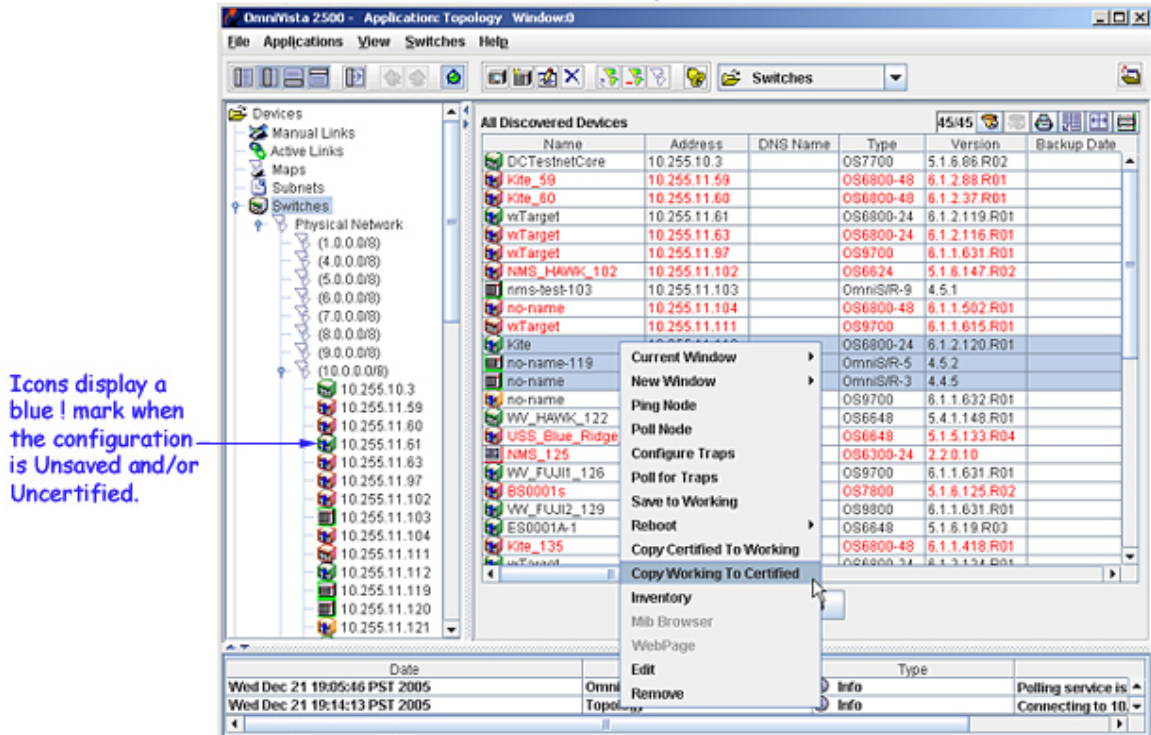 OmniVista 2500 - Application: Topology Window:0
File Applications View Switches Help
Switches
Devices
Manual Links
Active Links
Maps
Subnets
Switches
Physical Network
(1.0.0.0/8)
(4.0.0.0/8)
(5.0.0.0/8)
(6.0.0.0/8)
(7.0.0.0/8)
(8.0.0.0/8)
(9.0.0.0/8)
(10.0.0.0/8)
10.255.10.3
10.255.11.59
10.255.11.60
10.255.11.61
10.255.11.63
10.255.11.97
10.255.11.102
10.255.11.103
10.255.11.104
10.255.11.111
10.255.11.112
10.255.11.119
10.255.11.120
10.255.11.121
Icons display a
blue ! mark when
the configuration
is Unsaved and/or
Uncertified.
All Discovered Devices 45/45
Name Address DNS Name Type Version Backup Date
DCTestnetCore 10.255.10.3 OS7700 5.1.6.86.R02
Kite_59 10.255.11.59 OS6800-48 6.1.2.88.R01
Kite_60 10.255.11.60 OS6800-48 6.1.2.37.R01
vxTarget 10.255.11.61 OS6800-24 6.1.2.119.R01
vxTarget 10.255.11.63 OS6800-24 6.1.2.116.R01
vxTarget 10.255.11.97 OS9700 6.1.1.631.R01
NMS_HAWK_102 10.255.11.102 OS6624 5.1.6.147.R02
nms-test-103 10.255.11.103 OmniS/R-9 4.5.1
no-name 10.255.11.104 OS6800-48 6.1.1.502.R01
vxTarget 10.255.11.111 OS9700 6.1.1.615.R01
Kite OS6800-24 6.1.2.120.R01
no-name-119 OmniS/R-5 4.5.2
no-name OmniS/R-3 4.4.5
no-name OS9700 6.1.1.632.R01
WV_HAWK_122 OS6648 5.4.1.148.R01
USS_Blue_Ridge OS6648 5.1.5.133.R04
NMS_125 OS6300-24 2.2.0.10
WV_FUJI1_126 OS9700 6.1.1.631.R01
BS0001s OS7800 5.1.6.125.R02
WV_FUJI2_129 OS9800 6.1.1.631.R01
ES0001A-1 OS6648 5.1.6.19.R03
Kite_135 OS6800-48 6.1.1.418.R01
Current Window
New Window
Ping Node
Poll Node
Configure Traps
Poll for Traps
Save to Working
Reboot
Copy Certified To Working
Copy Working To Certified
Inventory
Mib Browser
WebPage
Edit
Remove
Date Type
Wed Dec 21 19:05:46 PST 2005 Omni Info Polling service is
Wed Dec 21 19:14:13 PST 2005 Info Connecting to 10.